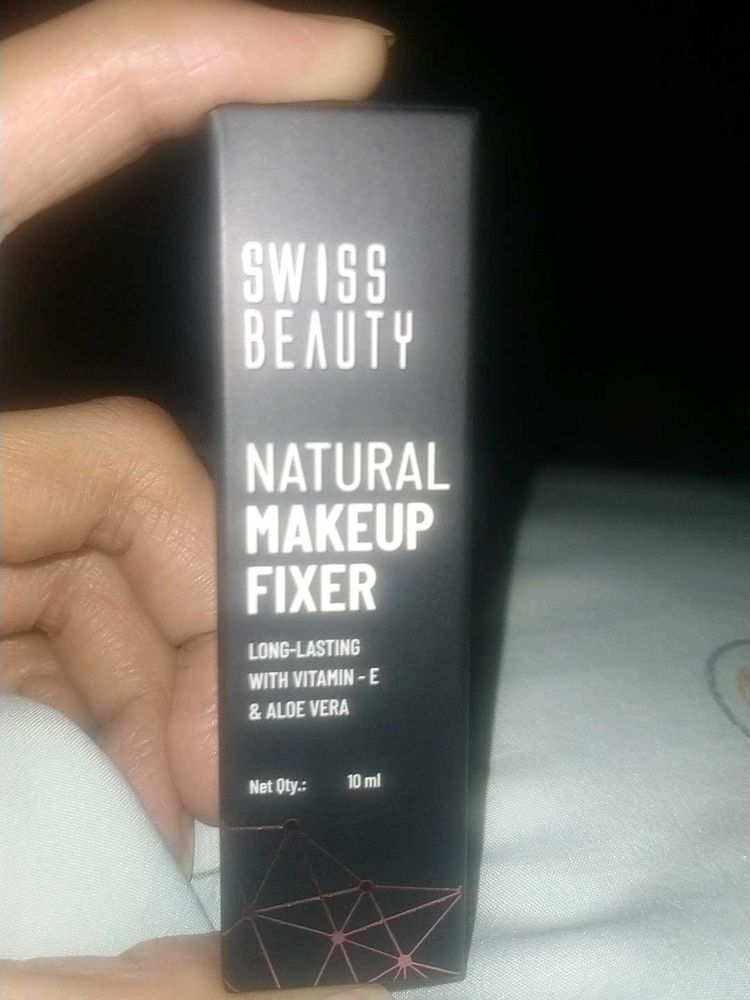 SWISS
BEAUTY
NATURAL
MAKEUP
FIXER
LONG-LASTING
WITH VITAMIN - E
& ALOE VERA
Net Qty.: 10 ml